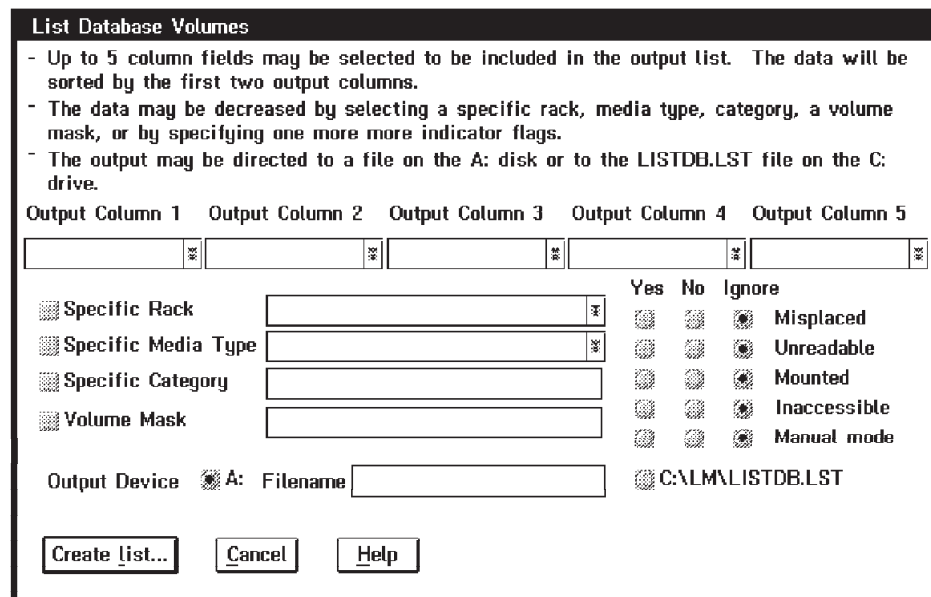 List Database Volumes
- Up to 5 column fields may be selected to be included in the output list. The data will be
sorted by the first two output columns.
- The data may be decreased by selecting a specific rack, media type, category, a volume
mask, or by specifying one more more indicator flags.
- The output may be directed to a file on the A: disk or to the LISTDB.LST file on the C:
drive.
Output Column 1 Output Column 2 Output Column 3 Output Column 4 Output Column 5
Yes No Ignore
Specific Rack
Misplaced
Specific Media Type
Unreadable
Specific Category
Mounted
Volume Mask
Inaccessible
Manual mode
Output Device A: Filename C:\LM\LISTDB.LST
Create list... Cancel Help